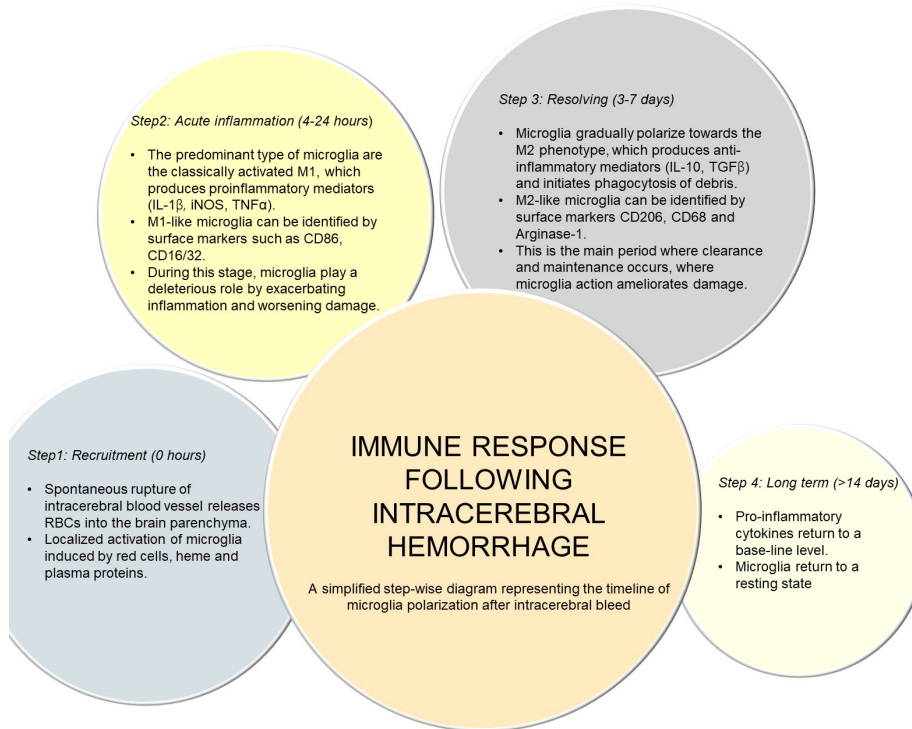 Step2: Acute inflammation (4-24 hours)
• The predominant type of microglia are
the classically activated M1, which
produces proinflammatory mediators
(IL-1β, iNOS, TNFα).
• M1-like microglia can be identified by
surface markers such as CD86,
CD16/32.
• During this stage, microglia play a
deleterious role by exacerbating
inflammation and worsening damage.
Step 3: Resolving (3-7 days)
• Microglia gradually polarize towards the
M2 phenotype, which produces anti-
inflammatory mediators (IL-10, TGFβ)
and initiates phagocytosis of debris.
• M2-like microglia can be identified by
surface markers CD206, CD68 and
Arginase-1.
• This is the main period where clearance
and maintenance occurs, where
microglia action ameliorates damage.
Step1: Recruitment (0 hours)
• Spontaneous rupture of
intracerebral blood vessel releases
RBCs into the brain parenchyma.
• Localized activation of microglia
induced by red cells, heme and
plasma proteins.
IMMUNE RESPONSE
FOLLOWING
INTRACEREBRAL
HEMORRHAGE
A simplified step-wise diagram representing the timeline of
microglia polarization after intracerebral bleed
Step 4: Long term (>14 days)
• Pro-inflammatory
cytokines return to a
base-line level.
• Microglia return to a
resting state